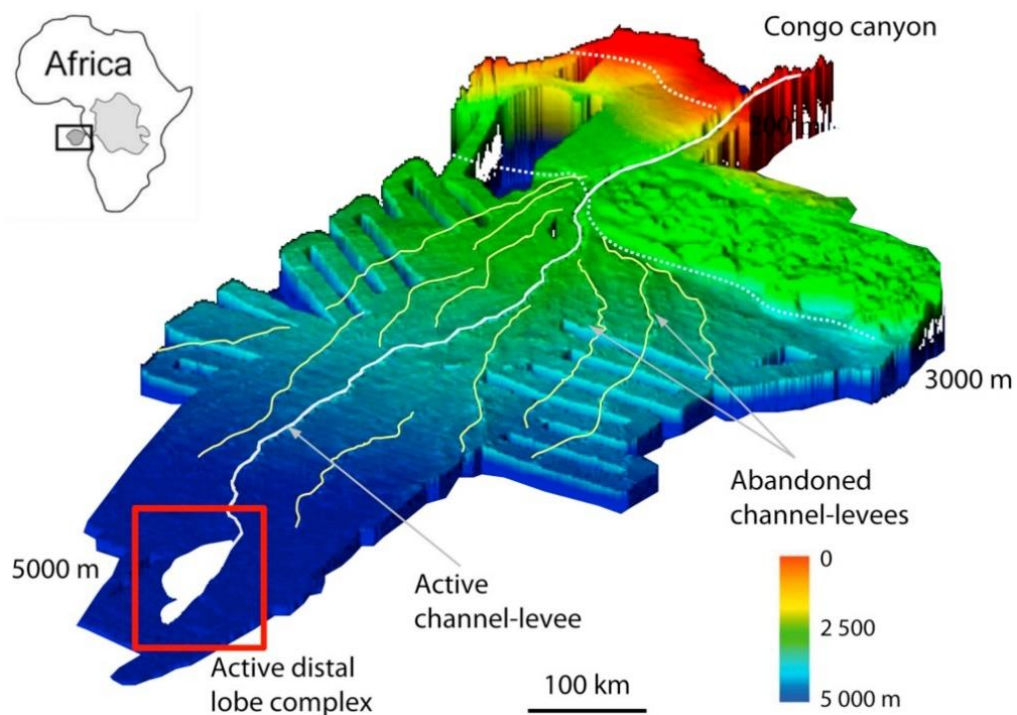 Africa
Congo canyon
3000 m
Abandoned
channel-levees
5000 m
Active
channel-levee
Active distal
lobe complex
100 km
0
2 500
5 000 m